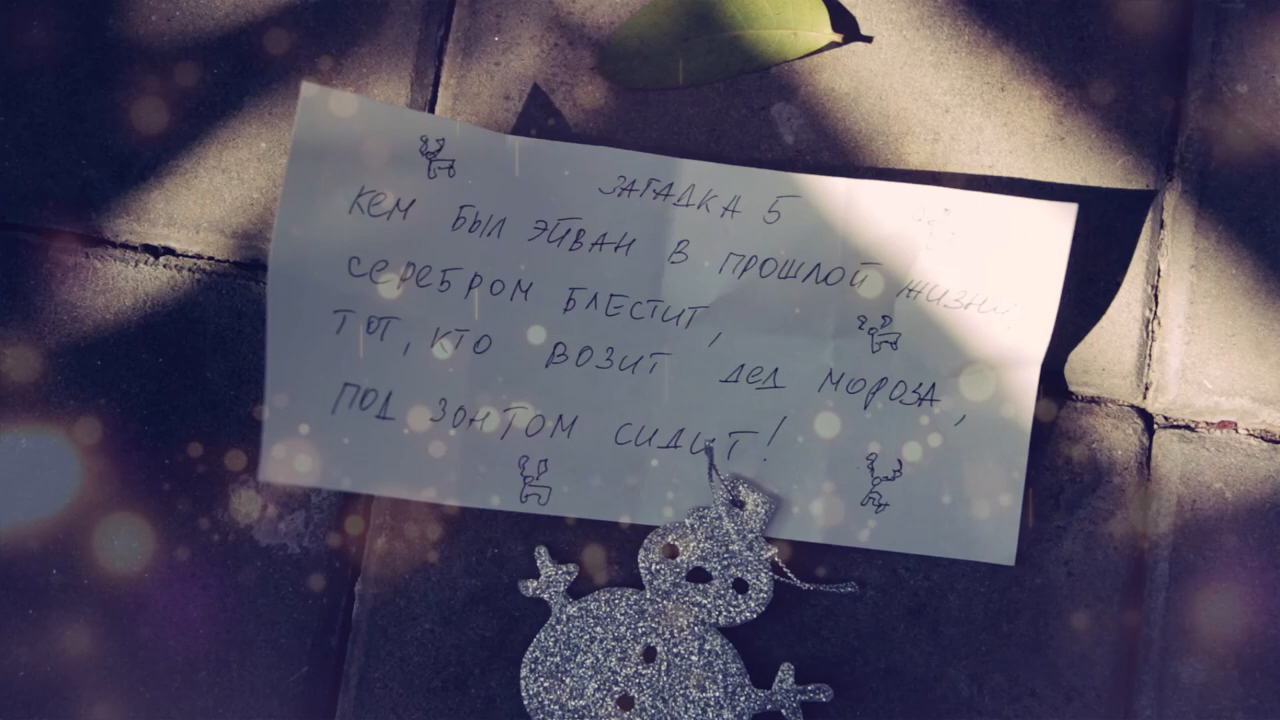 ЗАГАДКА 5
КЕМ БЫЛ ЭЙВАН В ПРОШЛОЙ ЖИЗНИ
СЕРЕБРОМ БЛЕСТИТ,
ТОТ, КТО ВОЗИТ ДЕД МОРОЗА,
ПОД ЗОНТОМ СИДИТ!